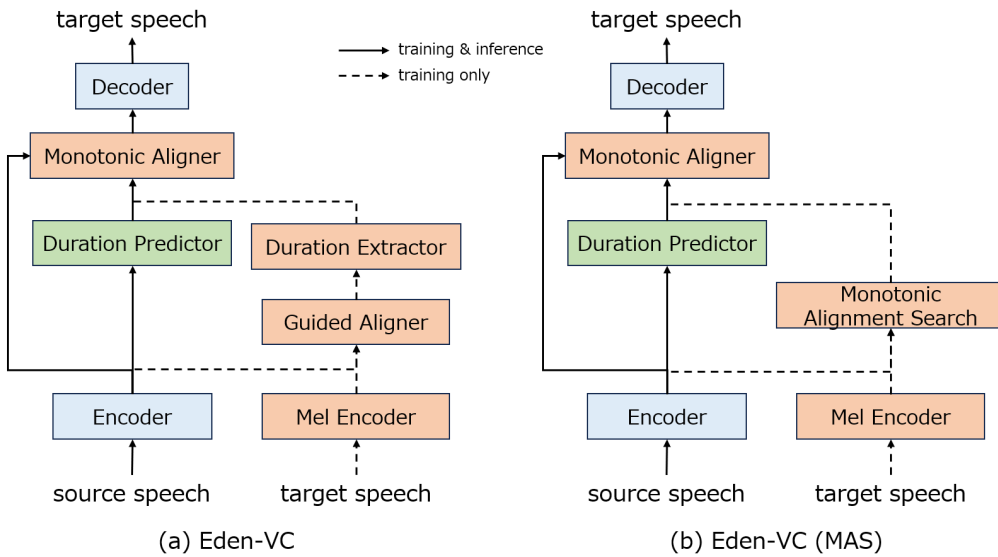 target speech
Decoder
Monotonic Aligner
Duration Predictor
Duration Extractor
Guided Aligner
Encoder
Mel Encoder
source speech
target speech
(a) Eden-VC
training & inference
training only
target speech
Decoder
Monotonic Aligner
Duration Predictor
Monotonic
Alignment Search
Encoder
Mel Encoder
source speech
target speech
(b) Eden-VC (MAS)